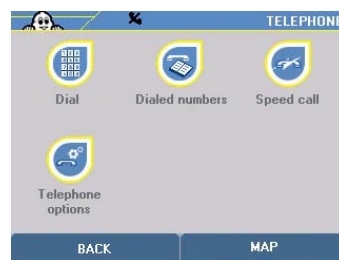 TELEPHONE
Dial
Dialed numbers
Speed call
Telephone
options
BACK
MAP